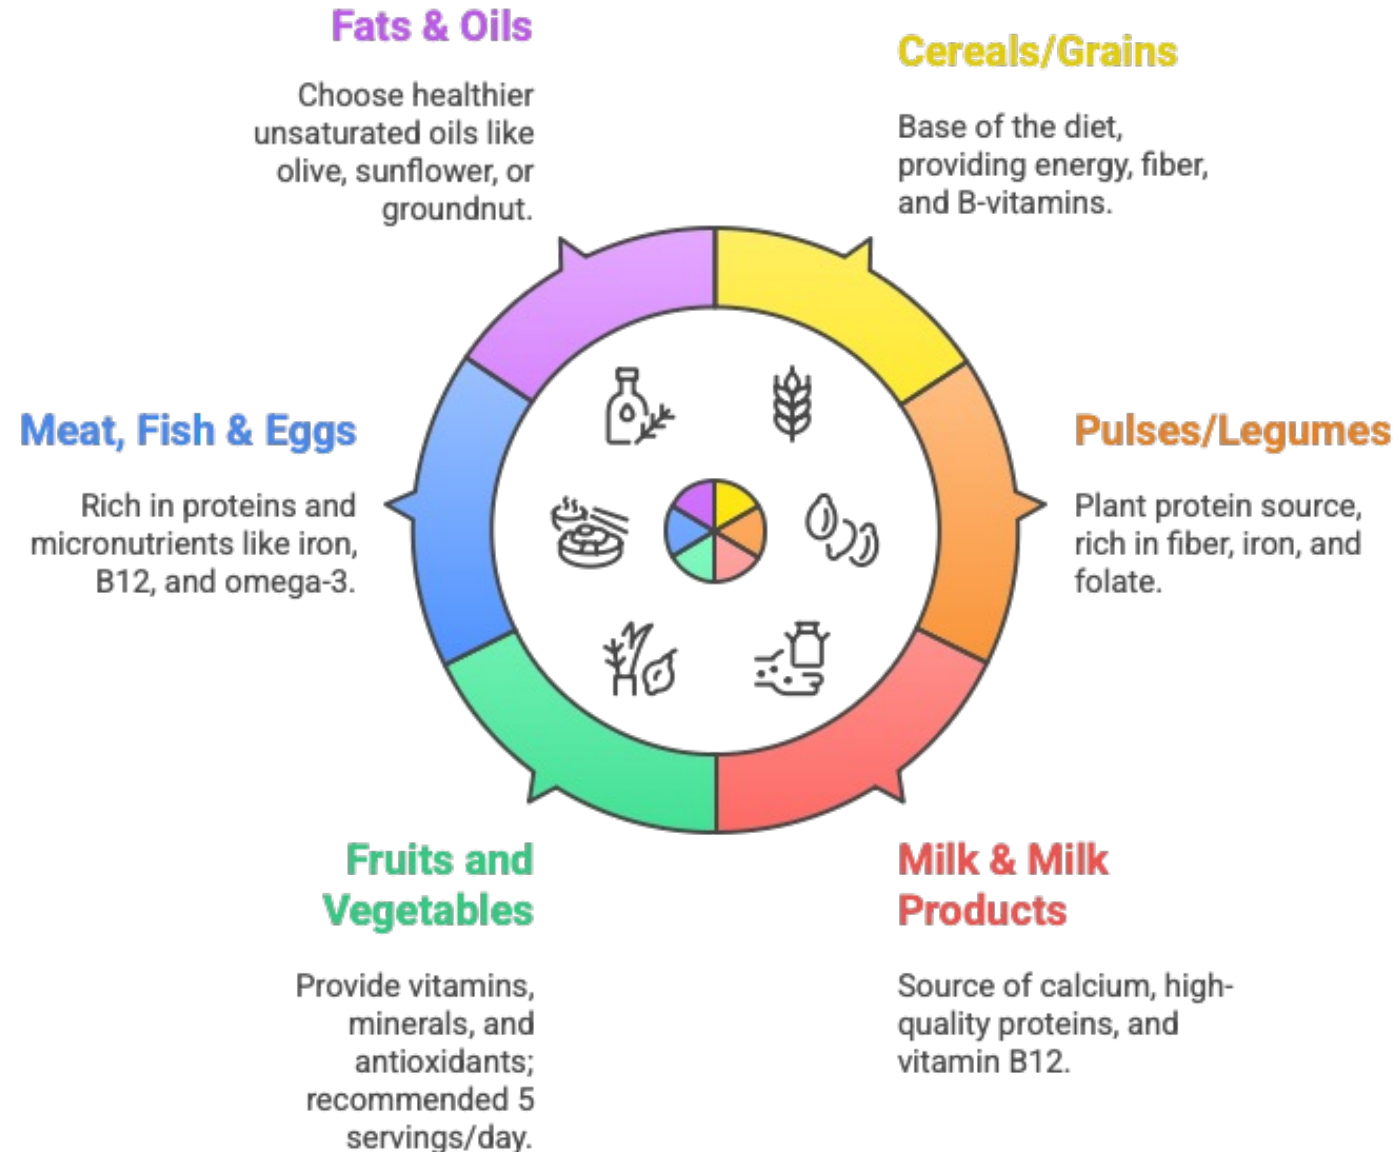 Fats & Oils
Choose healthier
unsaturated oils like
olive, sunflower, or
groundnut.
Cereals/Grains
Base of the diet,
providing energy, fiber,
and B-vitamins.
Meat, Fish & Eggs
Rich in proteins and
micronutrients like iron,
B12, and omega-3.
Pulses/Legumes
Plant protein source,
rich in fiber, iron, and
folate.
Fruits and
Vegetables
Provide vitamins,
minerals, and
antioxidants;
recommended 5
servings/day.
Milk & Milk
Products
Source of calcium, high-
quality proteins, and
vitamin B12.